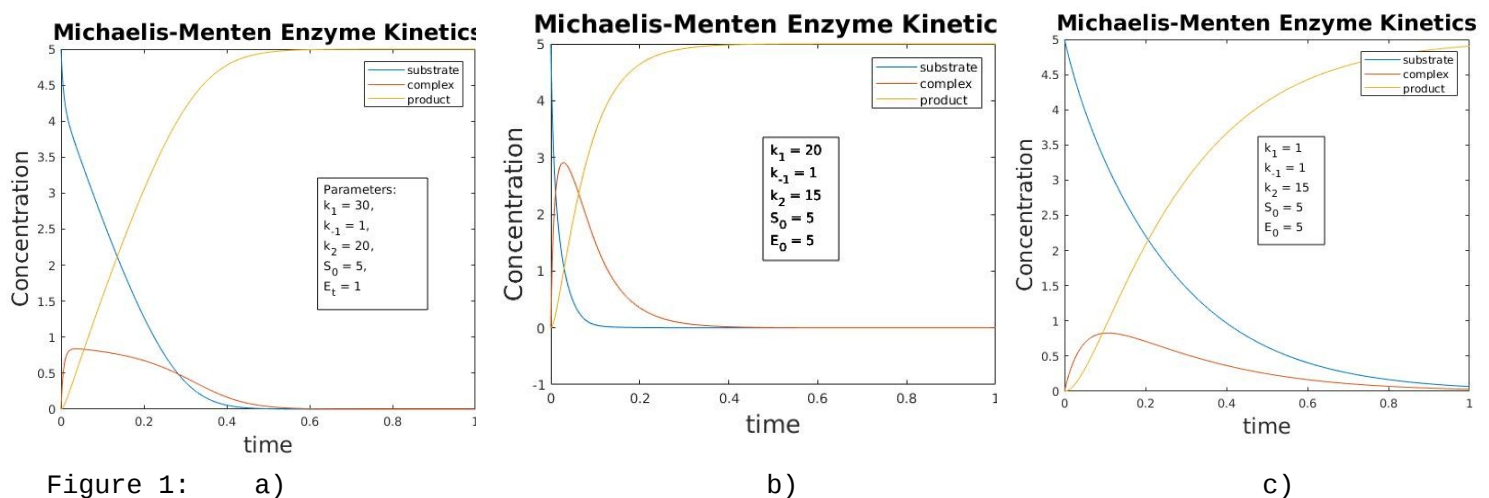 Michaelis-Menten Enzyme Kinetics
5
4.5
4
3.5
3
2.5
2
1.5
1
0.5
0
Concentration
substrate
complex
product
Parameters:
k1 = 30,
k-1 = 1,
k2 = 20,
S0 = 5,
Et = 1
0 0.2 0.4 0.6 0.8 1
time
Michaelis-Menten Enzyme Kinetic
5
4
3
2
1
0
-1
Concentration
substrate
complex
product
k1 = 20
k-1 = 1
k2 = 15
S0 = 5
E0 = 5
0 0.2 0.4 0.6 0.8 1
time
Michaelis-Menten Enzyme Kinetics
5
4.5
4
3.5
3
2.5
2
1.5
1
0.5
0
Concentration
substrate
complex
product
k1 = 1
k-1 = 1
k2 = 15
S0 = 5
E0 = 5
0 0.2 0.4 0.6 0.8 1
time
Figure 1: a) b) c)